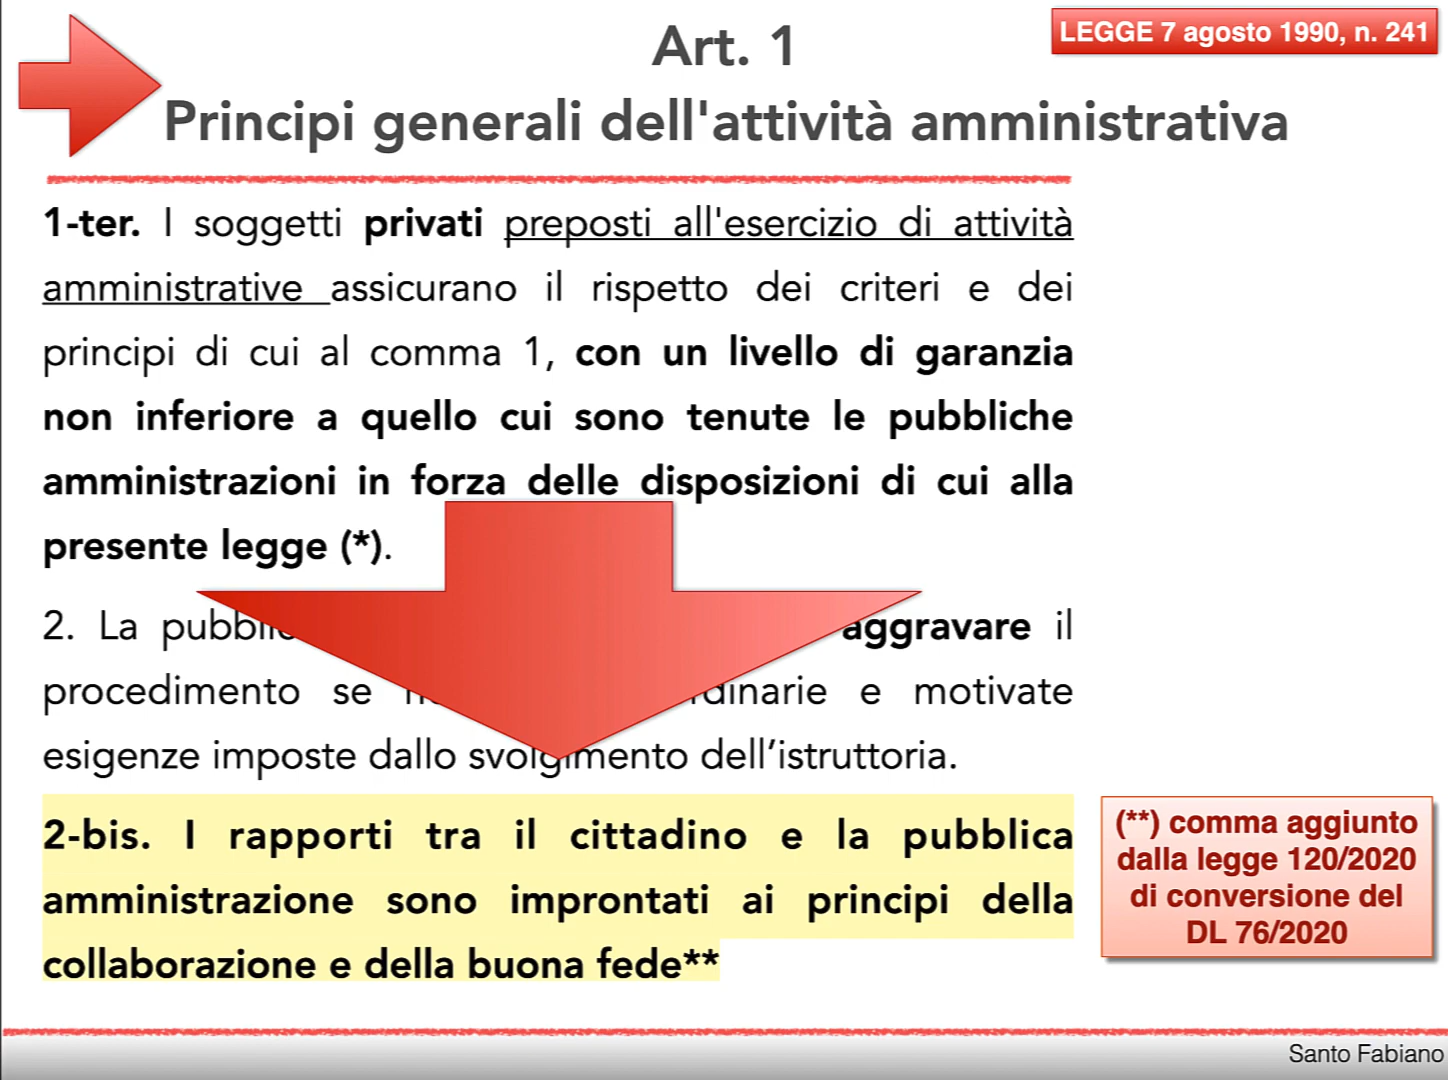 LEGGE 7 agosto 1990, n. 241
Art. 1
Principi generali dell'attività amministrativa
1-ter. I soggetti privati preposti all'esercizio di attività
amministrative assicurano il rispetto dei criteri e dei
principi di cui al comma 1, con un livello di garanzia
non inferiore a quello cui sono tenute le pubbliche
amministrazioni in forza delle disposizioni di cui alla
presente legge (*).
2. La aggravare il
procedimento se e motivate
esigenze imposte dallo svolgimento dell’istruttoria.
2-bis. I rapporti tra il cittadino e la pubblica
amministrazione sono improntati ai principi della
collaborazione e della buona fede**
(**) comma aggiunto
dalla legge 120/2020
di conversione del
DL 76/2020
Santo Fabiano